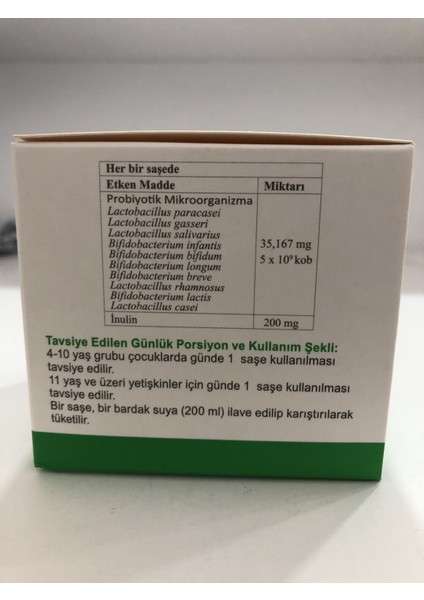 Her bir saşede
Etken Madde Miktarı
Probiyotik Mikroorganizma
Lactobacillus paracasei
Lactobacillus gasseri
Lactobacillus salivarius
Bifidobacterium infantis 35,167 mg
Bifidobacterium bifidum 5 x 10⁹ kob
Bifidobacterium longum
Bifidobacterium breve
Lactobacillus rhamnosus
Bifidobacterium lactis
Lactobacillus casei
İnulin 200 mg
Tavsiye Edilen Günlük Porsiyon ve Kullanım Şekli:
4-10 yaş grubu çocuklarda günde 1 saşe kullanılması
tavsiye edilir.
11 yaş ve üzeri yetişkinler için günde 1 saşe kullanılması
tavsiye edilir.
Bir saşe, bir bardak suya (200 ml) ilave edilip karıştırılarak
tüketilir.